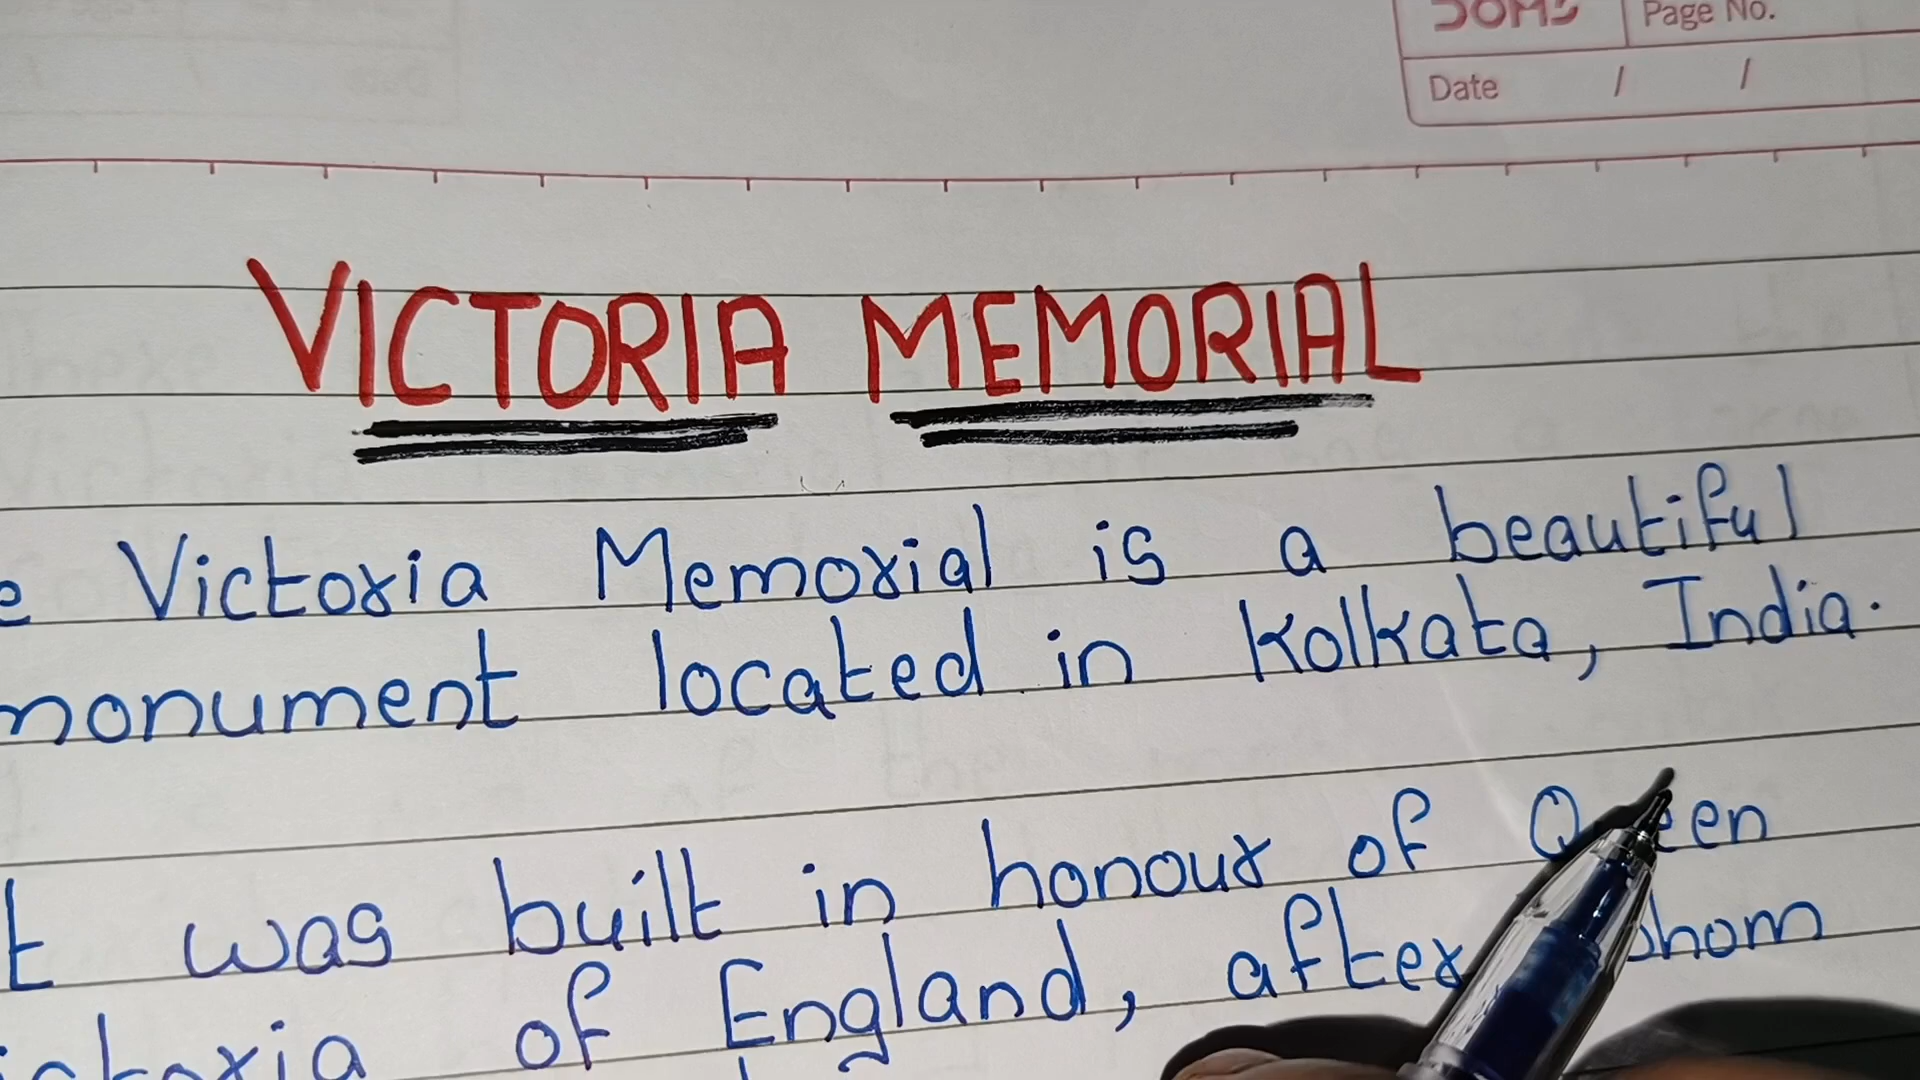 DOMS Page No.
Date / /
VICTORIA MEMORIAL
Victoria Memorial is a beautiful
monument located in Kolkata, India.
was built in honour of
of England, after